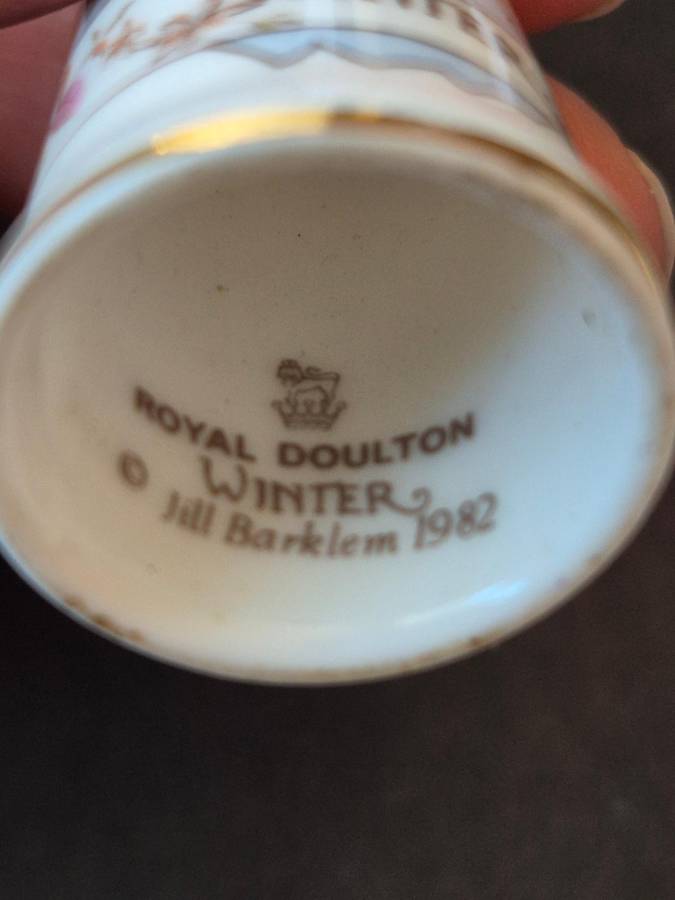 ROYAL DOULTON
WINTER
© Jill Barklem 1982